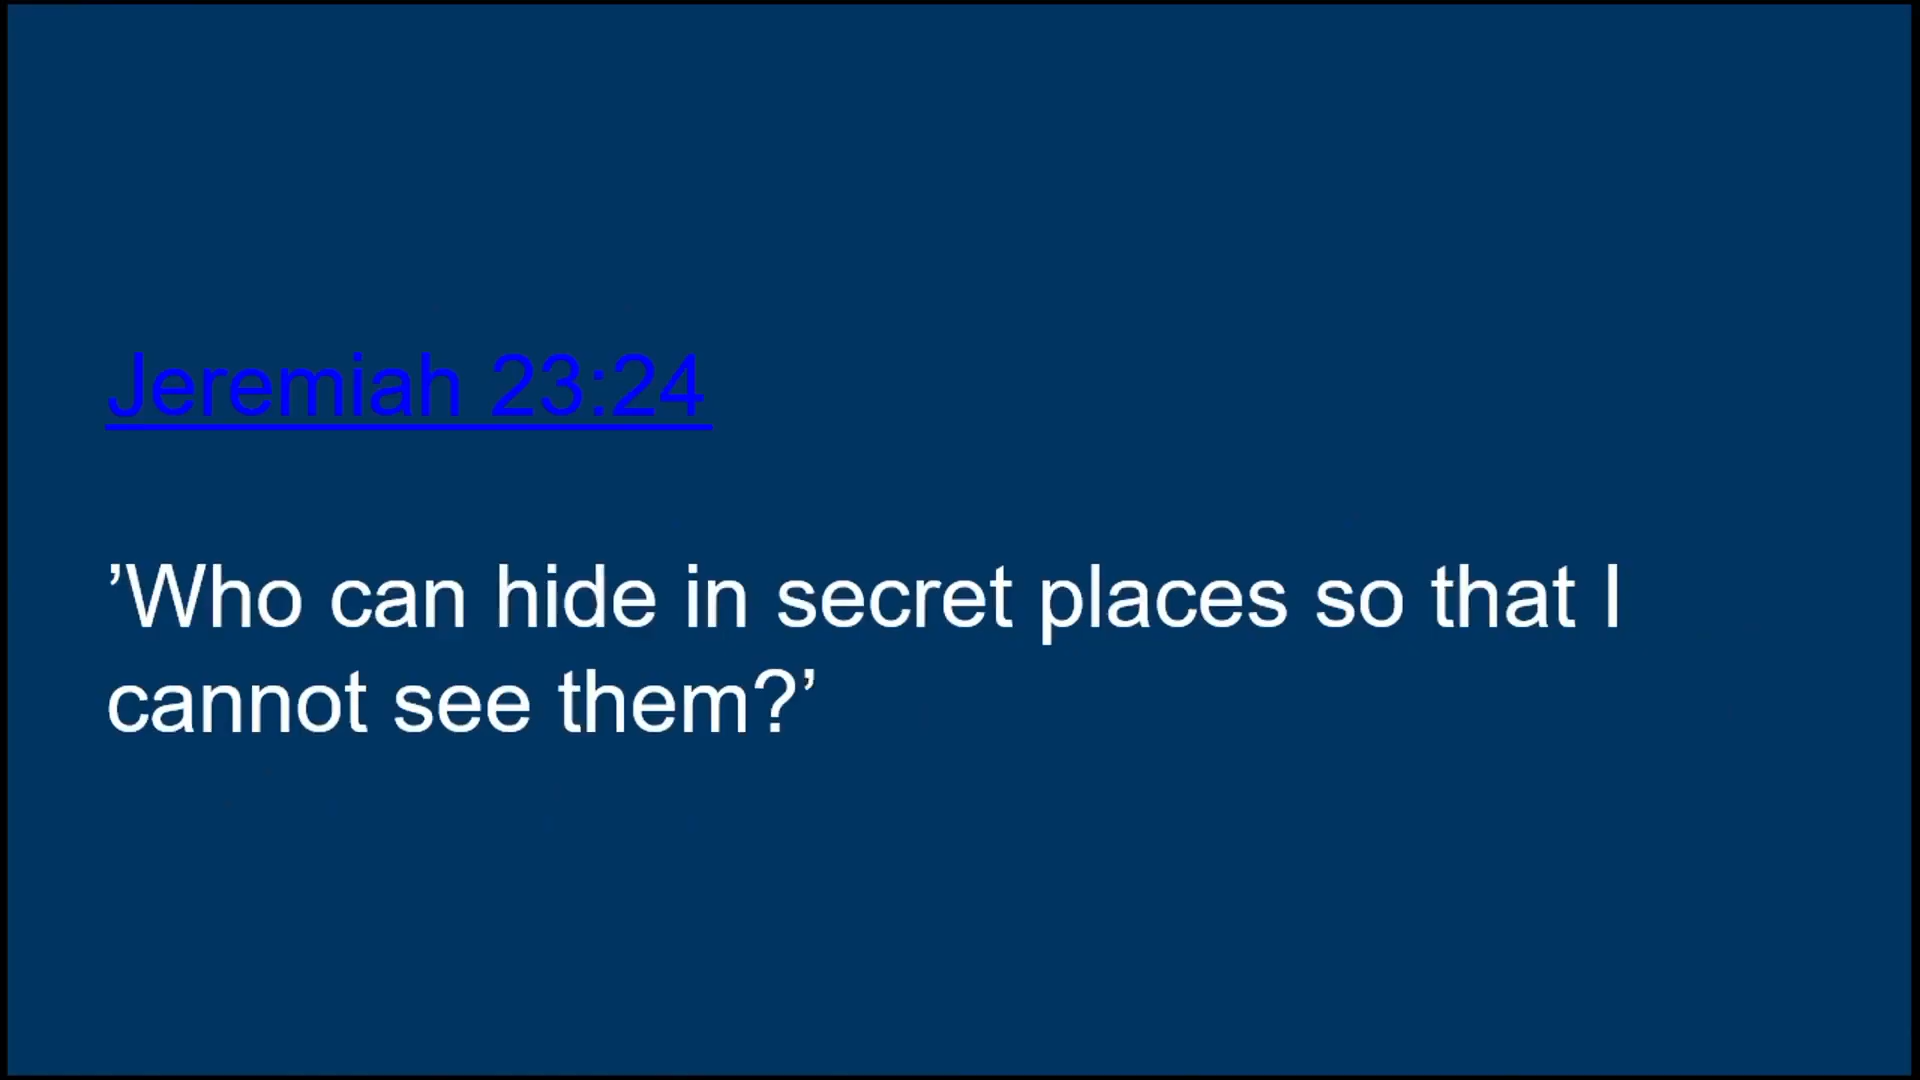 Jeremiah 23:24
’Who can hide in secret places so that I
cannot see them?’